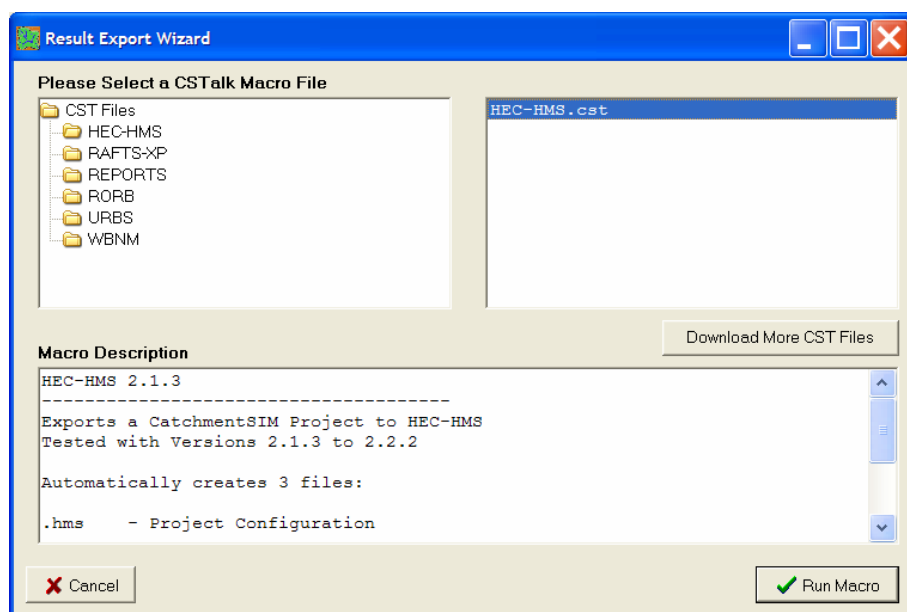 Result Export Wizard
Please Select a CSTalk Macro File
CST Files
HEC-HMS
RAFTS-XP
REPORTS
RORB
URBS
WBNM
HEC-HMS.cst
Download More CST Files
Macro Description
HEC-HMS 2.1.3
--------------------------------------
Exports a CatchmentSIM Project to HEC-HMS
Tested with Versions 2.1.3 to 2.2.2
Automatically creates 3 files:
.hms    - Project Configuration
Cancel
Run Macro